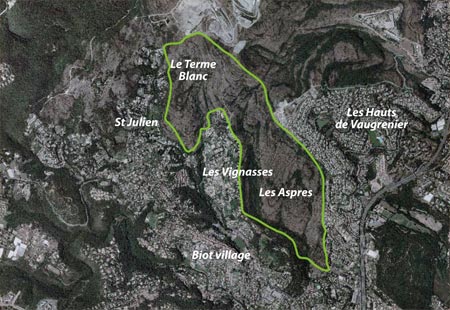 Le Terme
Blanc
St Julien
Les Hauts
de Vaugrenier
Les Vignasses
Les Aspres
Biot village